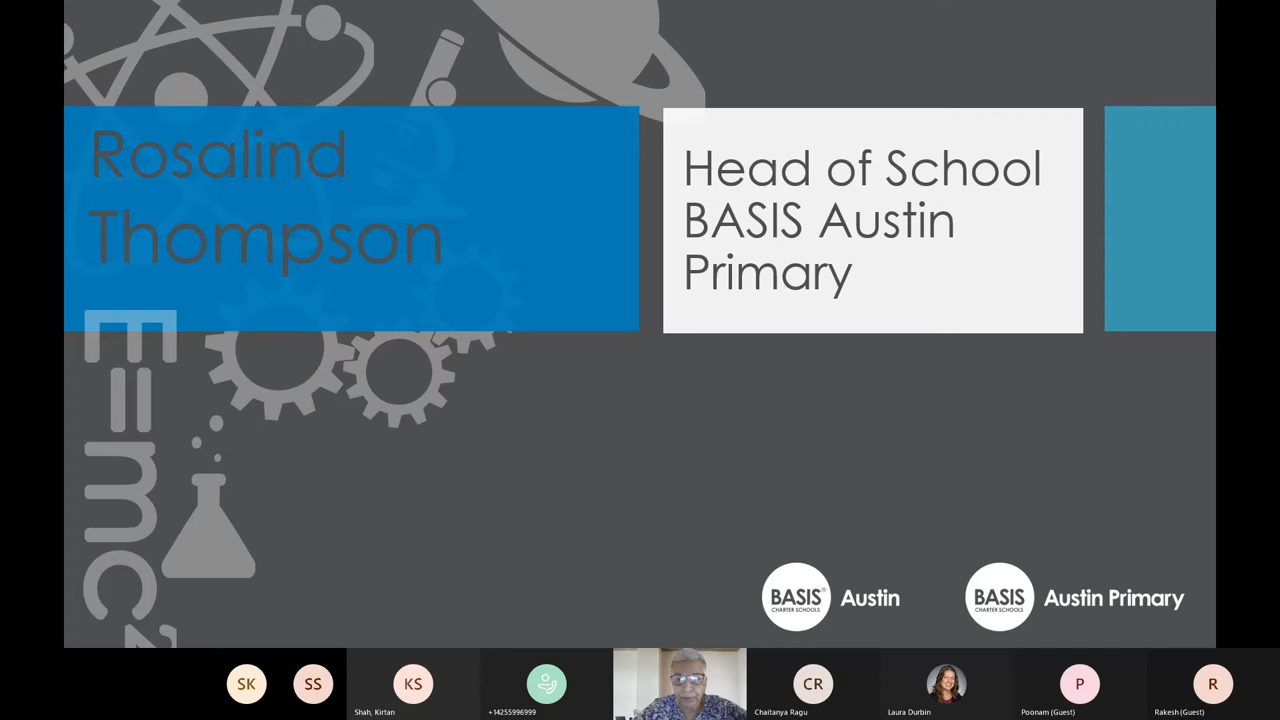 Rosalind
Thompson
Head of School
BASIS Austin
Primary
E=mc²
BASIS®
CHARTER SCHOOLS
Austin
BASIS
CHARTER SCHOOLS
Austin Primary
SK
SS
KS
Shah, Kirtan
+14255996999
CR
Chaitanya Ragu
Laura Durbin
P
Poonam (Guest)
R
Rakesh (Guest)